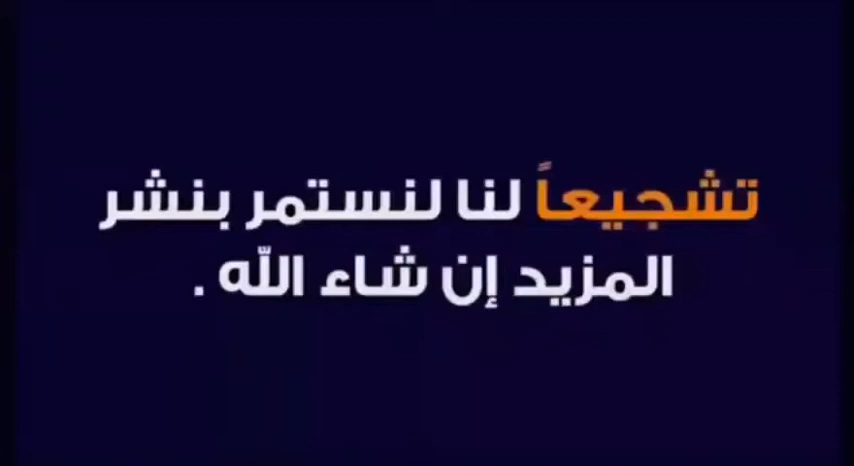 تشجيعاً لنا لنستمر بنشر
المزيد إن شاء الله .